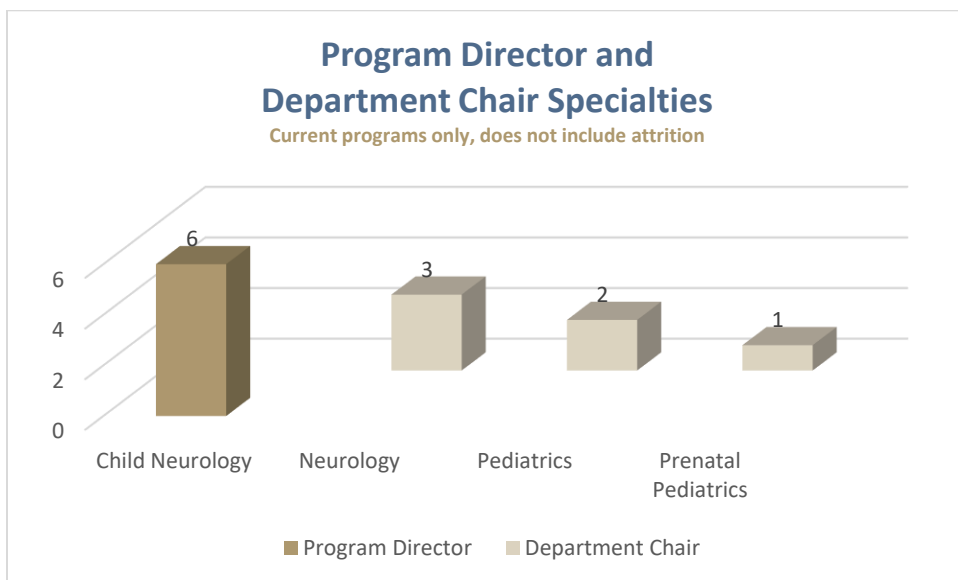 Program Director and
Department Chair Specialties
Current programs only, does not include attrition
6
3
2
1
6
4
2
0
Child Neurology
Neurology
Pediatrics
Prenatal
Pediatrics
Program Director
Department Chair